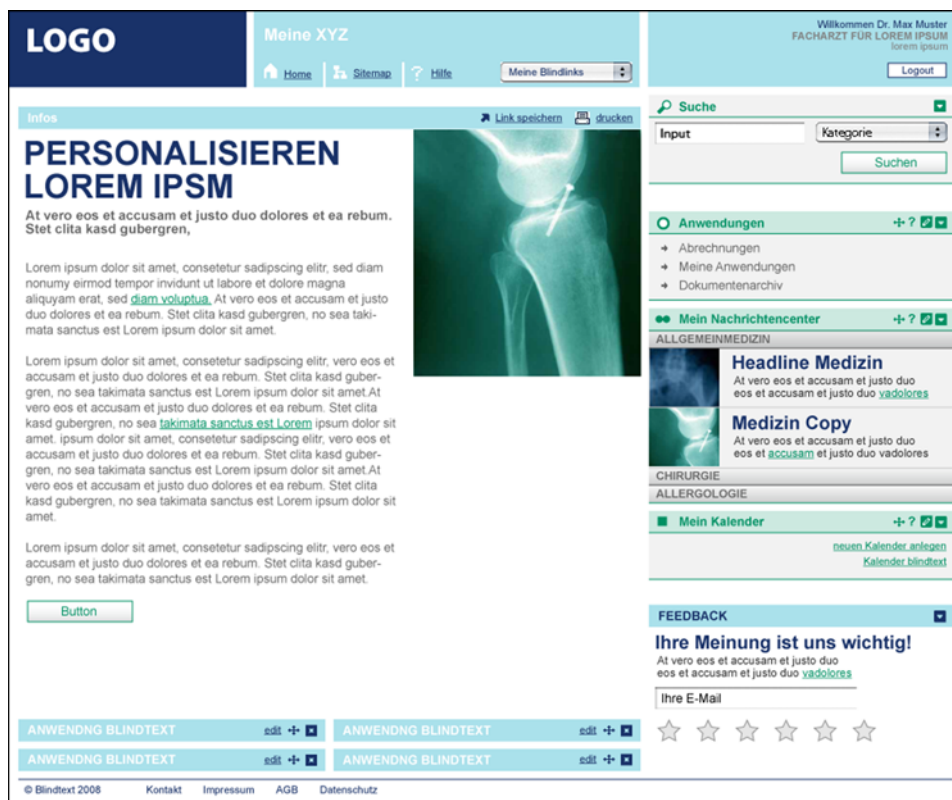 LOGO
Meine XYZ
Home
Sitemap
?
Hilfe
Meine Blindlinks
Willkommen Dr. Max Muster
FACHARZT FÜR LOREM IPSUM
lorem ipsum
Logout
Infos
Link speichern
drucken
PERSONALISIEREN
LOREM IPSM
At vero eos et accusam et justo duo dolores et ea rebum.
Stet clita kasd gubergren,
Lorem ipsum dolor sit amet, consetetur sadipscing elitr, sed diam
nonumy eirmod tempor invidunt ut labore et dolore magna
aliquyam erat, sed diam voluptua. At vero eos et accusam et justo
duo dolores et ea rebum. Stet clita kasd gubergren, no sea taki-
mata sanctus est Lorem ipsum dolor sit amet.
Lorem ipsum dolor sit amet, consetetur sadipscing elitr, vero eos et
accusam et justo duo dolores et ea rebum. Stet clita kasd guber-
gren, no sea takimata sanctus est Lorem ipsum dolor sit amet.At
vero eos et accusam et justo duo dolores et ea rebum. Stet clita
kasd gubergren, no sea takimata sanctus est Lorem ipsum dolor sit
amet. ipsum dolor sit amet, consetetur sadipscing elitr, vero eos et
accusam et justo duo dolores et ea rebum. Stet clita kasd guber-
gren, no sea takimata sanctus est Lorem ipsum dolor sit amet.At
vero eos et accusam et justo duo dolores et ea rebum. Stet clita
kasd gubergren, no sea takimata sanctus est Lorem ipsum dolor sit
amet.
Lorem ipsum dolor sit amet, consetetur sadipscing elitr, vero eos et
accusam et justo duo dolores et ea rebum. Stet clita kasd guber-
gren, no sea takimata sanctus est Lorem ipsum dolor sit amet.
Button
Suche
Input
Kategorie
Suchen
Anwendungen
?
Abrechnungen
Meine Anwendungen
Dokumentenarchiv
Mein Nachrichtencenter
?
ALLGEMEINMEDIZIN
Headline Medizin
At vero eos et accusam et justo duo
eos et accusam et justo duo vadolores
Medizin Copy
At vero eos et accusam et justo duo
eos et accusam et justo duo vadolores
CHIRURGIE
ALLERGOLOGIE
Mein Kalender
?
neuen Kalender anlegen
Kalender blindtext
FEEDBACK
Ihre Meinung ist uns wichtig!
At vero eos et accusam et justo duo
eos et accusam et justo duo vadolores
Ihre E-Mail
ANWENDNG BLINDTEXT edit
ANWENDNG BLINDTEXT edit
ANWENDNG BLINDTEXT edit
ANWENDNG BLINDTEXT edit
© Blindtext 2008 Kontakt Impressum AGB Datenschutz